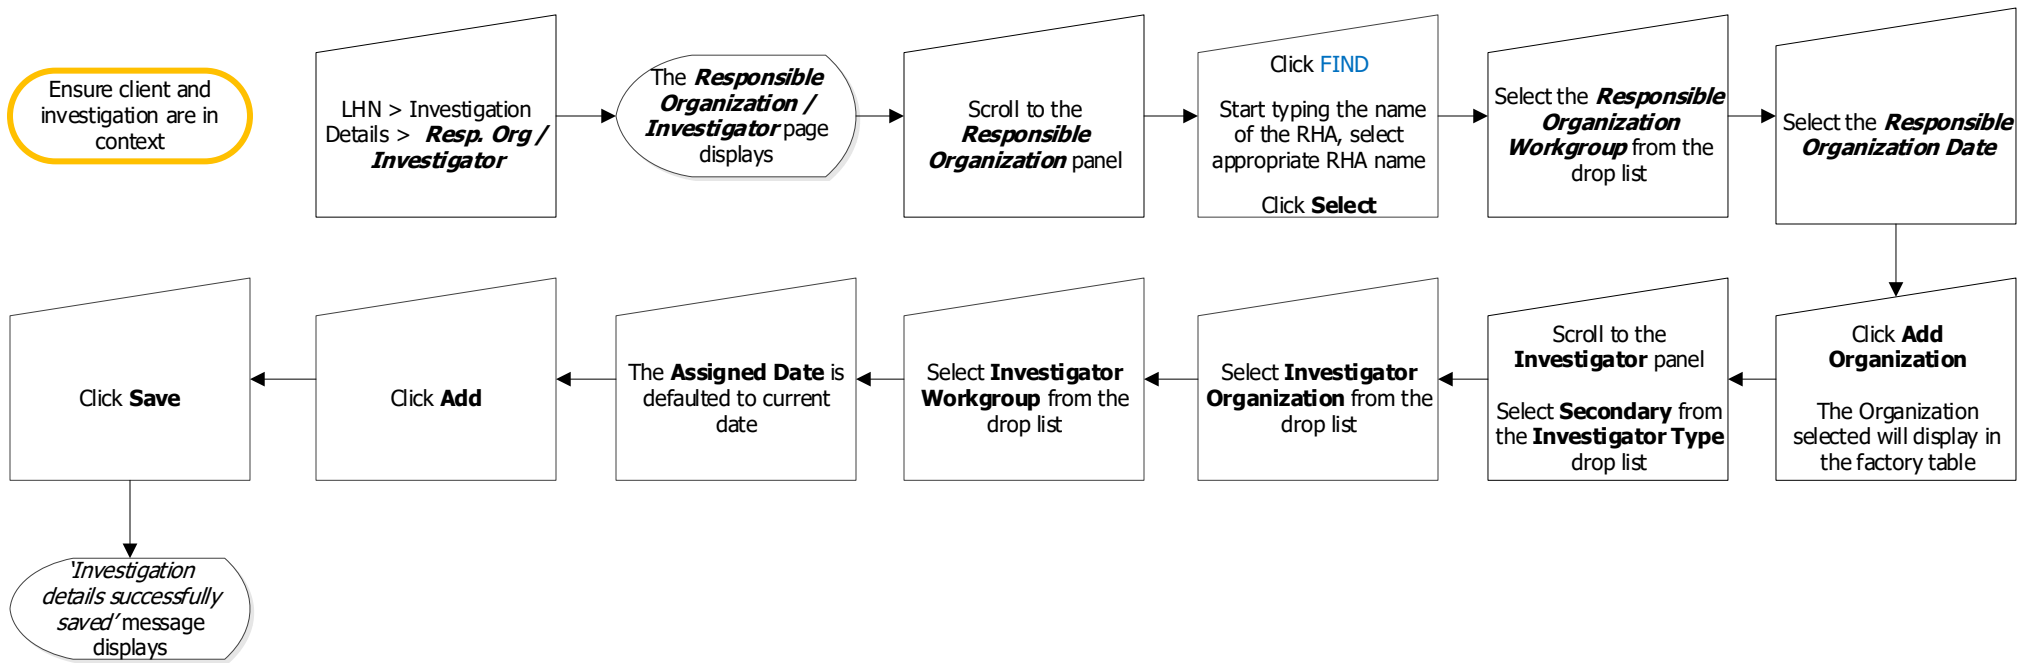 Ensure client and
investigation are in
context
LHN > Investigation
Details > Resp. Org /
Investigator
The Responsible
Organization /
Investigator page
displays
Scroll to the
Responsible
Organization panel
Click FIND
Start typing the name
of the RHA, select
appropriate RHA name
Click Select
Select the Responsible
Organization
Workgroup from the
drop list
Select the Responsible
Organization Date
Click Add
Organization
The Organization
selected will display in
the factory table
Scroll to the
Investigator panel
Select Secondary from
the Investigator Type
drop list
Select Investigator
Organization from the
drop list
Select Investigator
Workgroup from the
drop list
The Assigned Date is
defaulted to current
date
Click Add
Click Save
‘Investigation
details successfully
saved’ message
displays